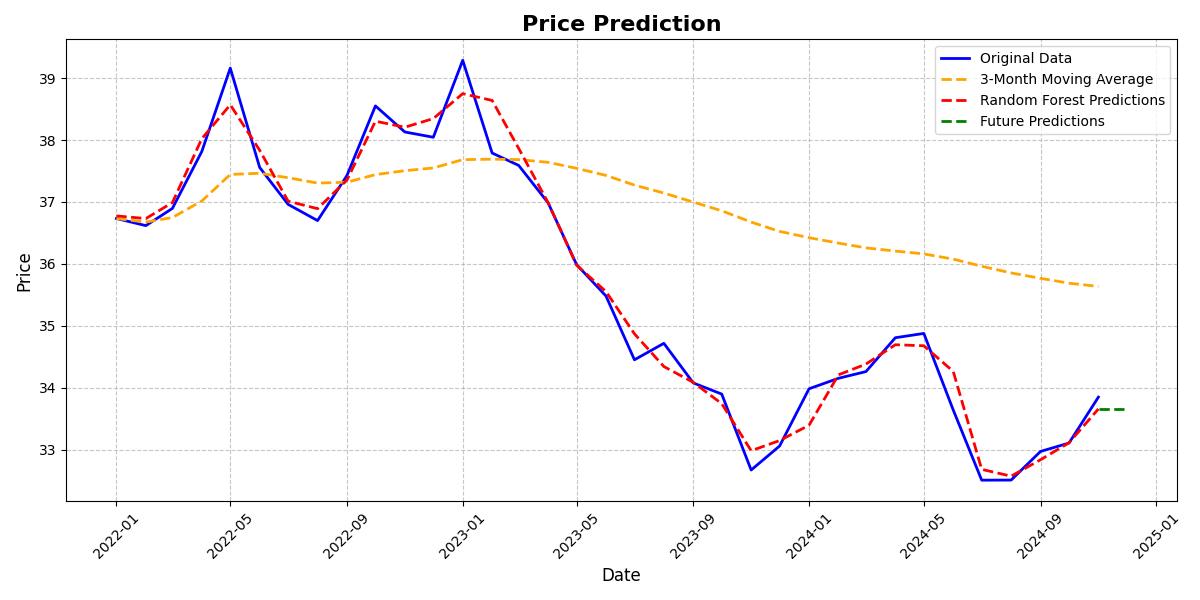 Price Prediction
Original Data
3-Month Moving Average
Random Forest Predictions
Future Predictions
Price
39
38
37
36
35
34
33
2022-01
2022-05
2022-09
2023-01
2023-05
2023-09
2024-01
2024-05
2024-09
2025-01
Date